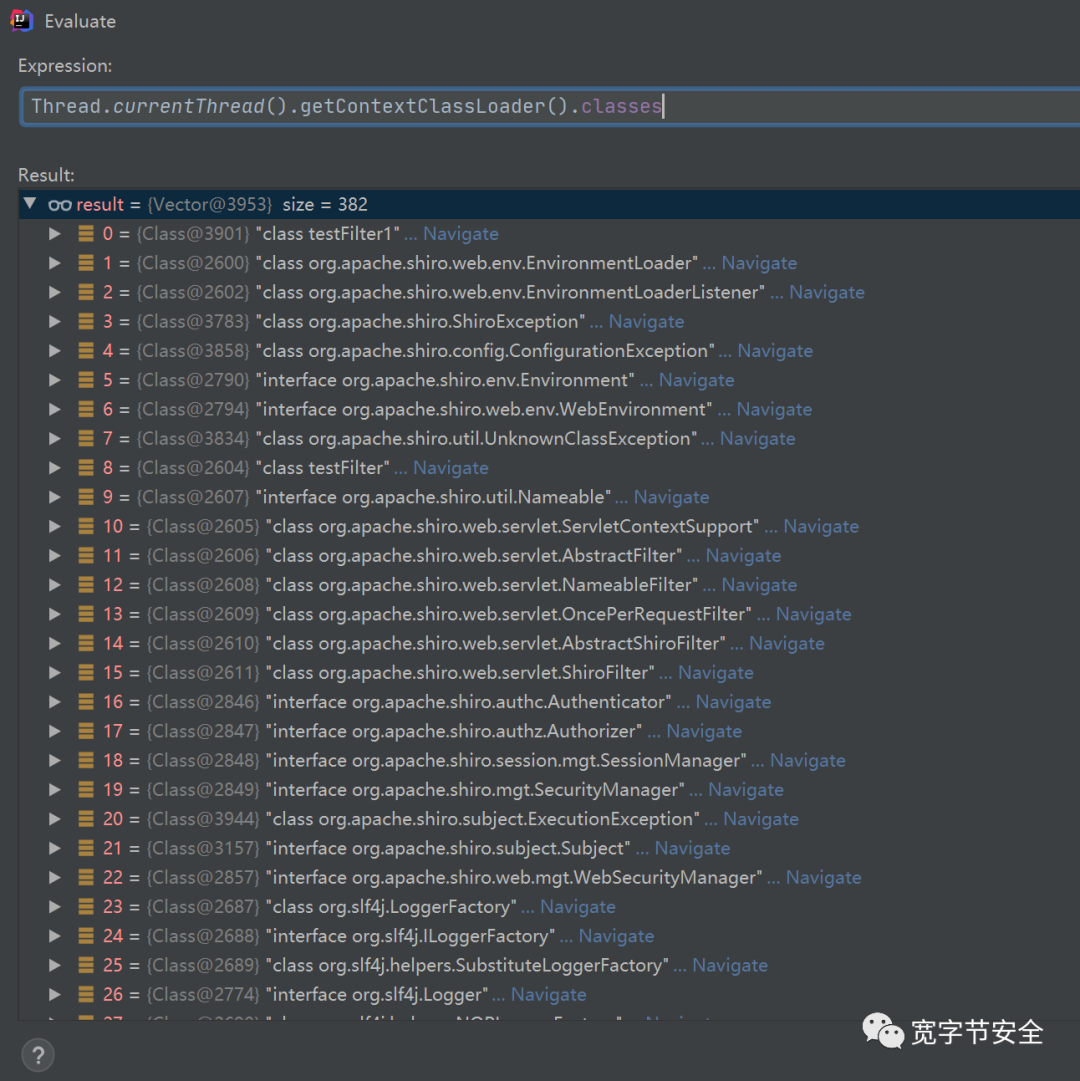 Evaluate
Expression:
Thread.currentThread().getContextClassLoader().classes
Result:
result = {Vector@3953} size = 382
0 = {Class@3901} "class testFilter1" ... Navigate
1 = {Class@2600} "class org.apache.shiro.web.env.EnvironmentLoader" ... Navigate
2 = {Class@2602} "class org.apache.shiro.web.env.EnvironmentLoaderListener" ... Navigate
3 = {Class@3783} "class org.apache.shiro.ShiroException" ... Navigate
4 = {Class@3858} "class org.apache.shiro.config.ConfigurationException" ... Navigate
5 = {Class@2790} "interface org.apache.shiro.env.Environment" ... Navigate
6 = {Class@2794} "interface org.apache.shiro.web.env.WebEnvironment" ... Navigate
7 = {Class@3834} "class org.apache.shiro.util.UnknownClassException" ... Navigate
8 = {Class@2604} "class testFilter" ... Navigate
9 = {Class@2607} "interface org.apache.shiro.util.Nameable" ... Navigate
10 = {Class@2605} "class org.apache.shiro.web.servlet.ServletContextSupport" ... Navigate
11 = {Class@2606} "class org.apache.shiro.web.servlet.AbstractFilter" ... Navigate
12 = {Class@2608} "class org.apache.shiro.web.servlet.NameableFilter" ... Navigate
13 = {Class@2609} "class org.apache.shiro.web.servlet.OncePerRequestFilter" ... Navigate
14 = {Class@2610} "class org.apache.shiro.web.servlet.AbstractShiroFilter" ... Navigate
15 = {Class@2611} "class org.apache.shiro.web.servlet.ShiroFilter" ... Navigate
16 = {Class@2846} "interface org.apache.shiro.authc.Authenticator" ... Navigate
17 = {Class@2847} "interface org.apache.shiro.authz.Authorizer" ... Navigate
18 = {Class@2848} "interface org.apache.shiro.session.mgt.SessionManager" ... Navigate
19 = {Class@2849} "interface org.apache.shiro.mgt.SecurityManager" ... Navigate
20 = {Class@3944} "class org.apache.shiro.subject.ExecutionException" ... Navigate
21 = {Class@3157} "interface org.apache.shiro.subject.Subject" ... Navigate
22 = {Class@2857} "interface org.apache.shiro.web.mgt.WebSecurityManager" ... Navigate
23 = {Class@2687} "class org.slf4j.LoggerFactory" ... Navigate
24 = {Class@2688} "interface org.slf4j.ILoggerFactory" ... Navigate
25 = {Class@2689} "class org.slf4j.helpers.SubstituteLoggerFactory" ... Navigate
26 = {Class@2774} "interface org.slf4j.Logger" ... Navigate
宽字节安全
?